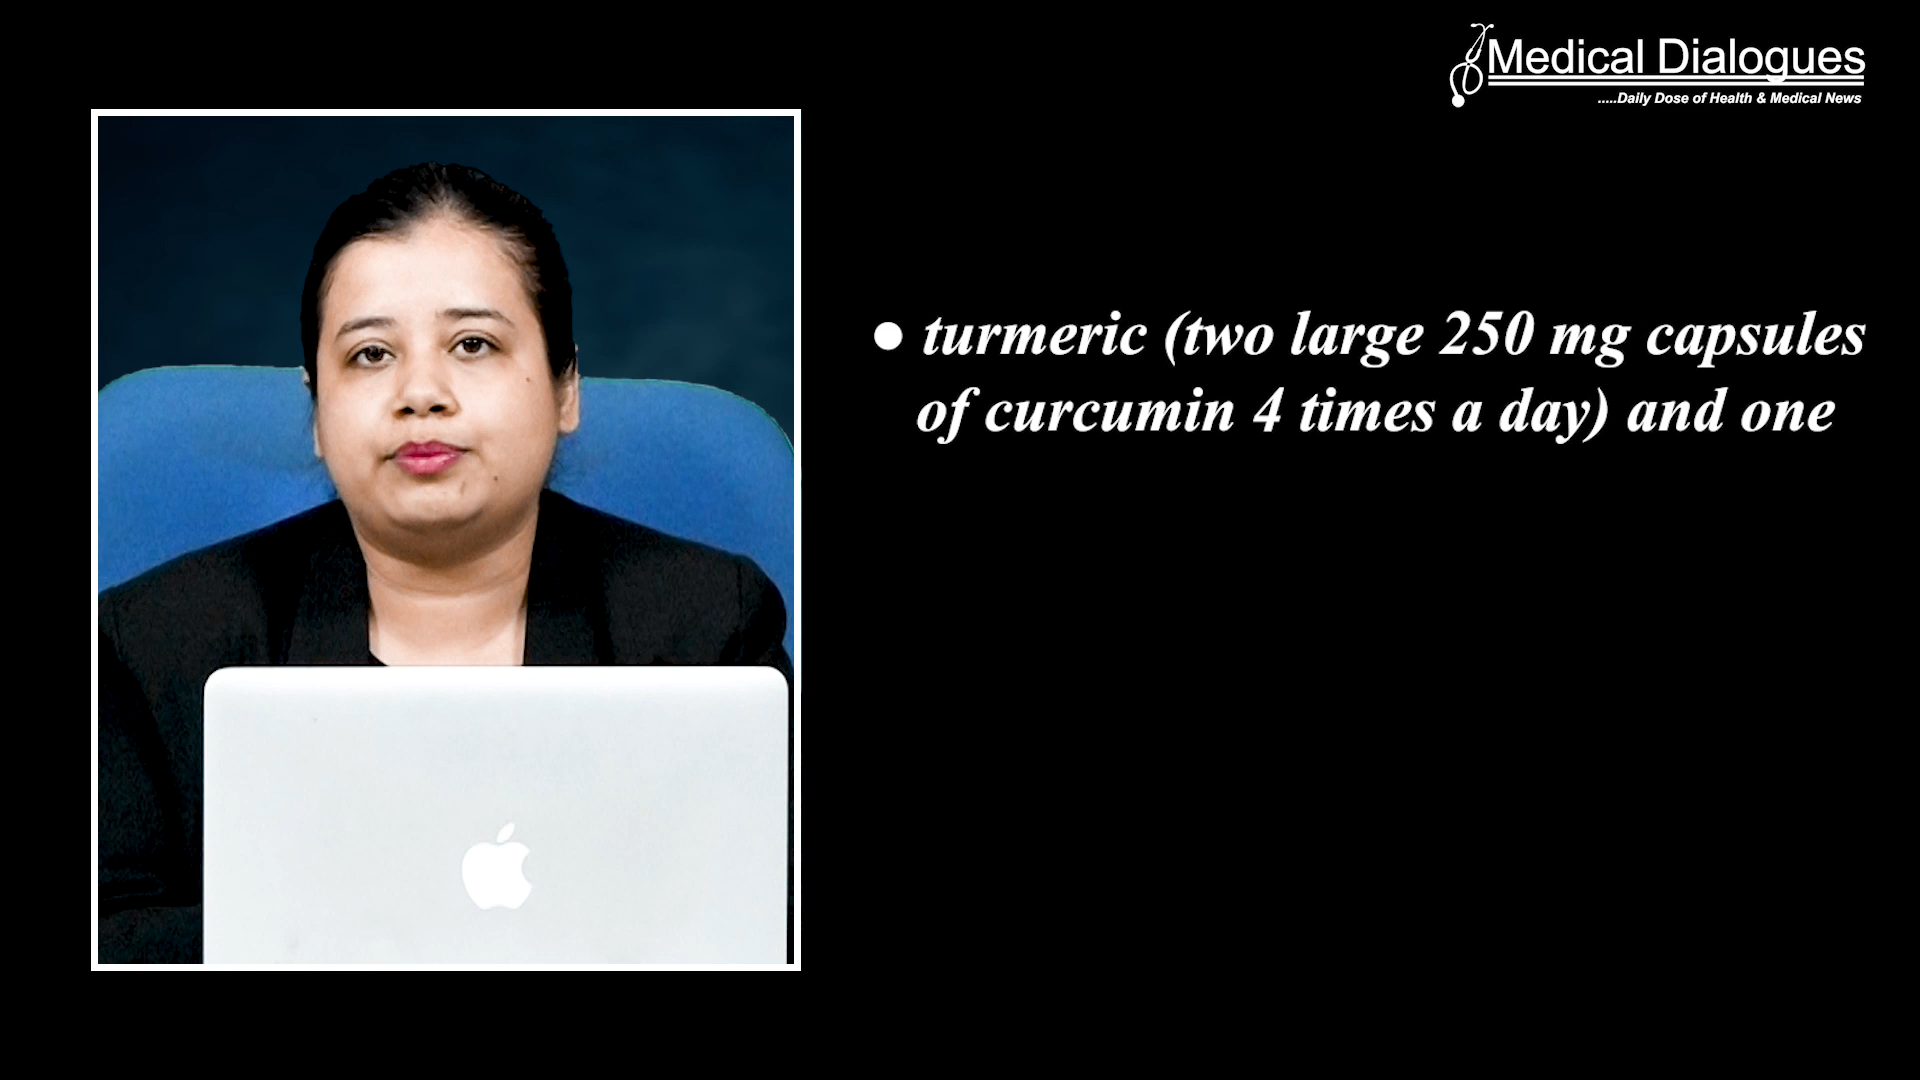 Medical Dialogues
.....Daily Dose of Health & Medical News
● turmeric (two large 250 mg capsules
of curcumin 4 times a day) and one